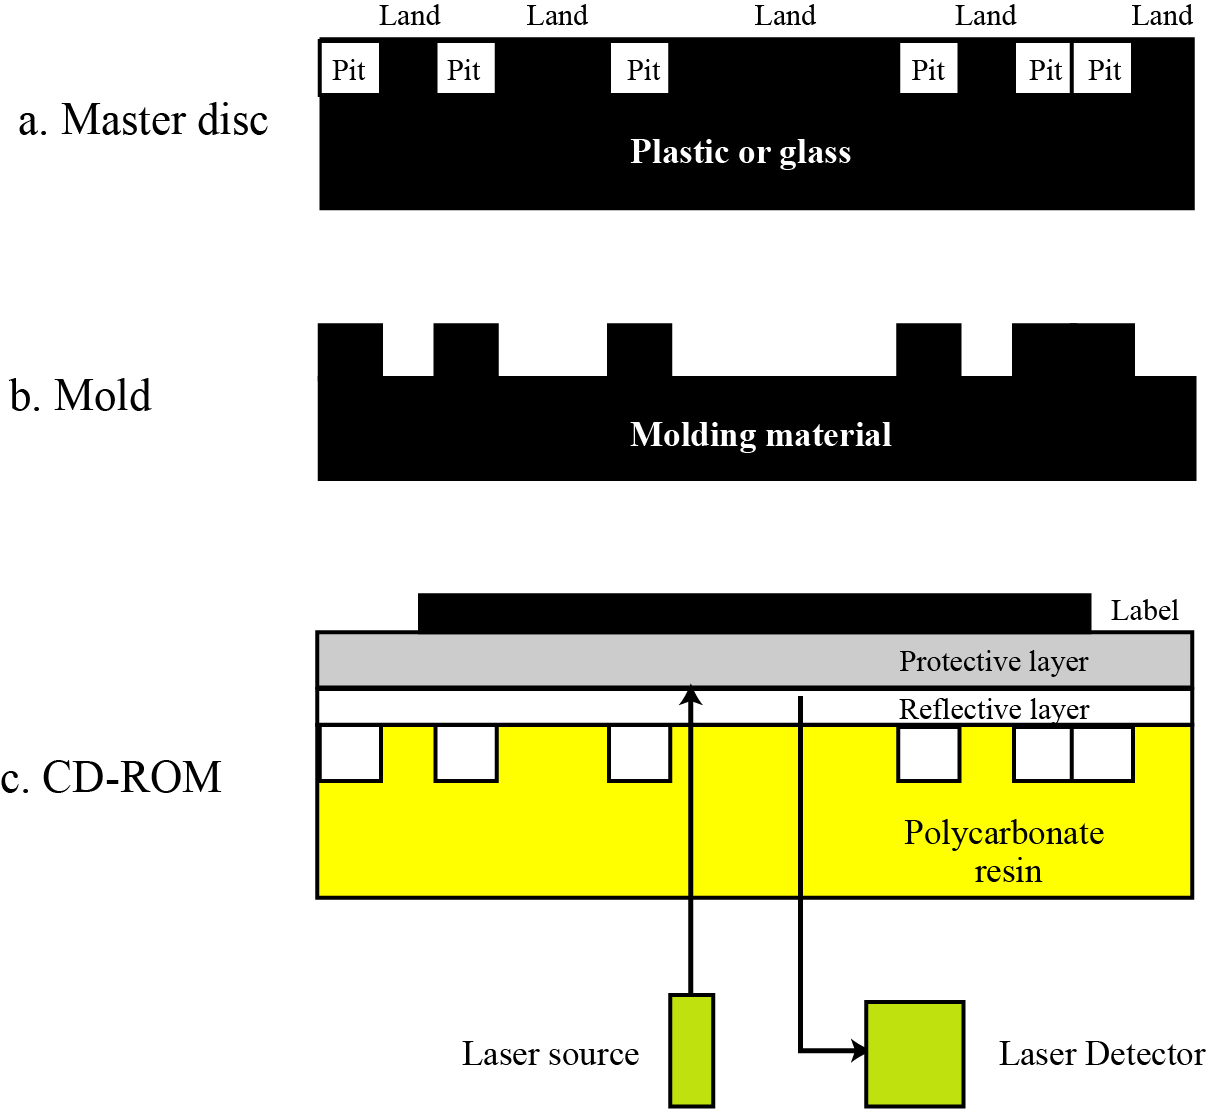 Land Land Land Land Land
Pit Pit Pit Pit Pit Pit
a. Master disc
Plastic or glass
b. Mold
Molding material
Label
Protective layer
Reflective layer
c. CD-ROM
Polycarbonate
resin
Laser source
Laser Detector